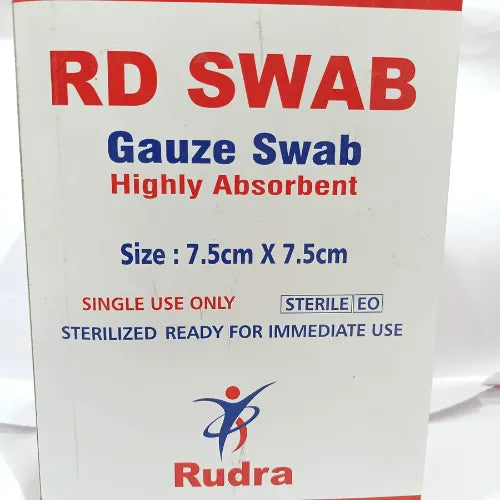 RD SWAB
Gauze Swab
Highly Absorbent
Size : 7.5cm X 7.5cm
SINGLE USE ONLY STERILE EO
STERILIZED READY FOR IMMEDIATE USE
Rudra